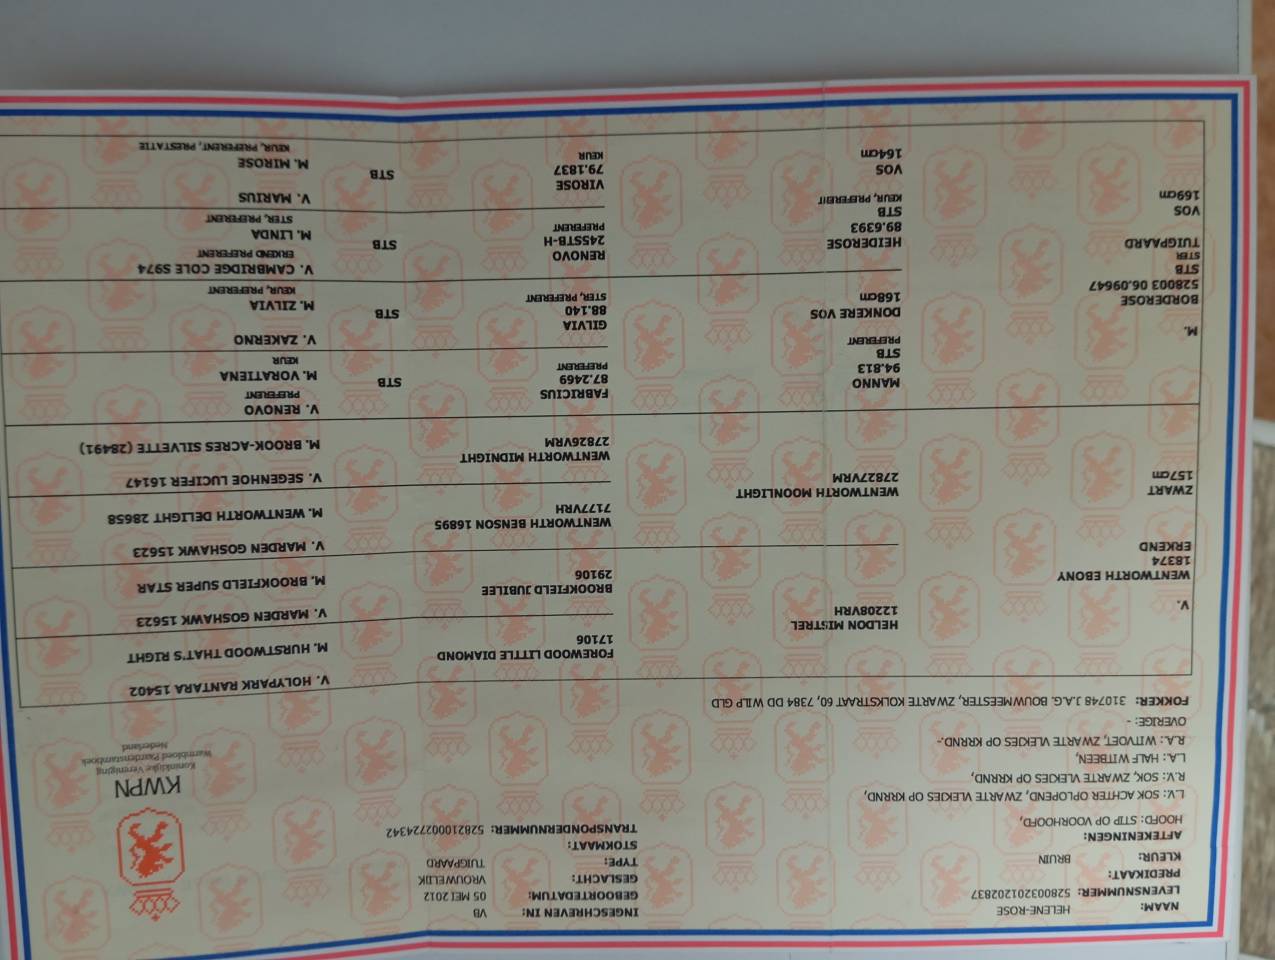 NAAM: HELENE-ROSE
LEVENSNUMMER: 528003201202837
PREDIKAAT:
KLEUR: BRUIN
AFTEKENINGEN:
HOOFD: STIP OP VOORHOOFD,
L.V.: SOK ACHTER OPLOPEND, ZWARTE VLEKJES OP KRRND,
R.V.: SOK, ZWARTE VLEKJES OP KRRND,
L.A.: HALF WITBEEN,
R.A.: WITVOET, ZWARTE VLEKJES OP KRRND.-
OVERIGE: -
INGESCHREVEN IN: VB
GEBOORTEDATUM: 05 MEI 2012
GESLACHT: VROUWELIJK
TYPE: TUIGPAARD
STOKMAAT:
TRANSPONDERNUMMER: 528210002724342
KWPN
Koninklijke Vereniging
Warmbloed Paardenstamboek
Nederland
FOKKER: 310748 J.A.G. BOUWMEESTER, ZWARTE KOLKSTRAAT 60, 7384 DD WILP GLD
V.
WENTWORTH EBONY
18374
ERKEND
ZWART
157cm
HELDON MISTREL
12208VRH
FOREWOOD LITTLE DIAMOND
17106
V. HOLYPARK RANTARA 15402
M. HURSTWOOD THAT'S RIGHT
BROOKFIELD JUBILEE
29106
V. MARDEN GOSHAWK 15623
M. BROOKFIELD SUPER STAR
WENTWORTH MOONLIGHT
27827VRM
WENTWORTH BENSON 16895
7177VRH
V. MARDEN GOSHAWK 15623
M. WENTWORTH DELIGHT 28658
WENTWORTH MIDNIGHT
27826VRM
V. SEGENHOE LUCIFER 16147
M. BROOK-ACRES SILVETTE (28491)
M.
BORDEROSE
528003 06.09647
STB
STER
TUIGPAARD
VOS
169cm
MANNO
94.813
STB
PREFERENT
DONKERE VOS
168cm
FABRICIUS
87.2469
PREFERENT
V. RENOVO
PREFERENT
M. VORATIENA STB
KEUR
GILVIA
88.140
STER, PREFERENT
V. ZAKERNO
M. ZILVIA STB
KEUR, PREFERENT
HEIDEROSE
89.6393
STB
KEUR, PREFERENT
VOS
164cm
RENOVO
245STB-H
PREFERENT
V. CAMBRIDGE COLE S974
ERKEND PREFERENT
M. LINDA STB
STER, PREFERENT
VIROSE
79.1837
KEUR
V. MARIUS
M. MIROSE STB
KEUR, PREFERENT, PRESTATIE